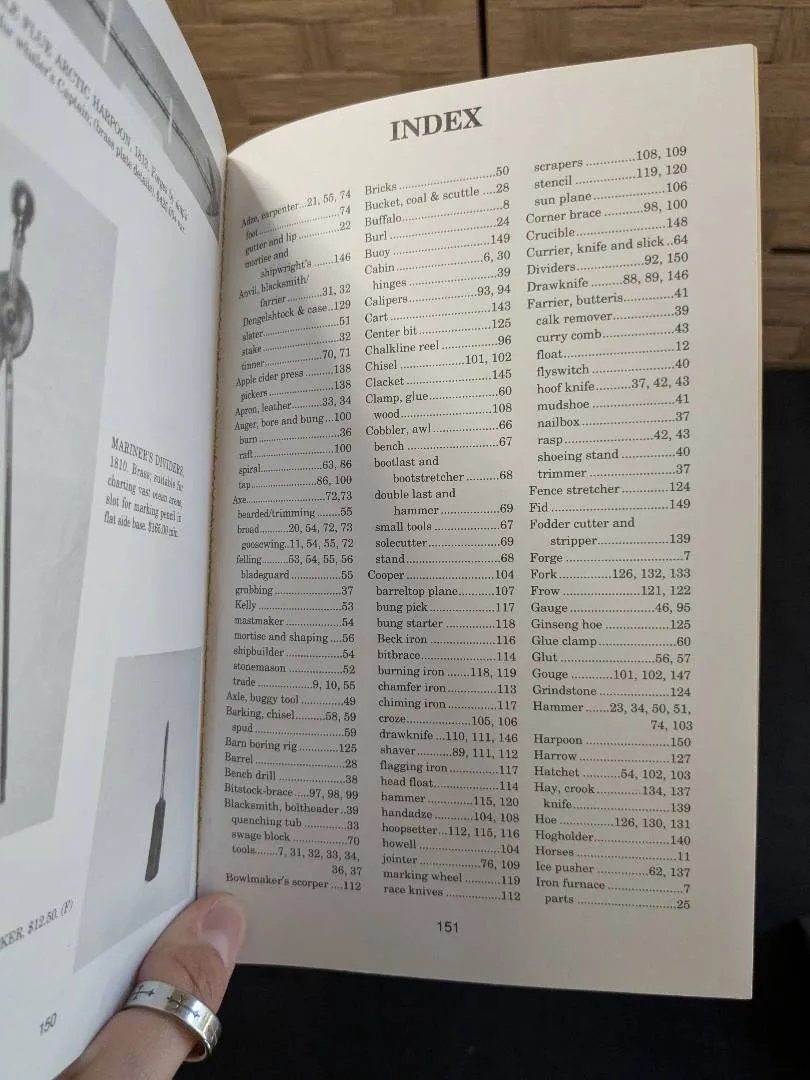 LE FLUE ARCTIC HARPOON, 1812. Forged by
whaler's Captain; (brass plate
MARINER'S DIVIDERS,
1810. Brass; suitable for
charting vast ocean areas;
slot for marking pencil in
flat side base. $166.00 mic.
KER, $12.50. (F)
150
INDEX
Adze, carpenter...21, 55, 74
foot...74
gutter and lip...22
mortise and
shipwright's...146
Anvil, blacksmith/
farrier...31, 32
Dengelshtock & case..129
slater...51
stake...32
tinner...70, 71
Apple cider press...138
pickers...138
Apron, leather...33, 34
Auger, bore and bung...100
burn...36
raft...100
spiral...63, 86
tap...86, 100
Axe...72,73
bearded/trimming...55
broad...20, 54, 72, 73
goosewing..11, 54, 55, 72
felling...53, 54, 55, 56
bladeguard...55
grubbing...37
Kelly...53
mastmaker...54
mortise and shaping...56
shipbuilder...54
stonemason...52
trade...9, 10, 55
Axle, buggy tool...49
Barking, chisel...58, 59
spud...59
Barn boring rig...125
Barrel...28
Bench drill...38
Bitstock-brace...97, 98, 99
Blacksmith, boltheader..39
quenching tub...33
swage block...70
tools...7, 31, 32, 33, 34,
36, 37
Bowlmaker's scorper...112
Bricks...50
Bucket, coal & scuttle...28
Buffalo...8
Burl...24
Buoy...149
Cabin...6, 30
hinges...39
Calipers...93, 94
Cart...143
Center bit...125
Chalkline reel...96
Chisel...101, 102
Clacket...145
Clamp, glue...60
wood...108
Cobbler, awl...66
bench...67
bootlast and
bootstretcher...68
double last and
hammer...69
small tools...67
solecutter...69
stand...68
Cooper...104
barreltop plane...107
bung pick...117
bung starter...118
Beck iron...116
bitbrace...114
burning iron...118, 119
chamfer iron...113
chiming iron...117
croze...105, 106
drawknife...110, 111, 146
shaver...89, 111, 112
flagging iron...117
head float...114
hammer...115, 120
handadze...104, 108
hoopsetter...112, 115, 116
howell...104
jointer...76, 109
marking wheel...119
race knives...112
scrapers...108, 109
stencil...119, 120
sun plane...106
Corner brace...98, 100
Crucible...148
Currier, knife and slick..64
Dividers...92, 150
Drawknife...88, 89, 146
Farrier, butteris...41
calk remover...39
curry comb...43
float...12
flyswitch...40
hoof knife...37, 42, 43
mudshoe...41
nailbox...37
rasp...42, 43
shoeing stand...40
trimmer...37
Fence stretcher...124
Fid...149
Fodder cutter and
stripper...139
Forge...7
Fork...126, 132, 133
Frow...121, 122
Gauge...46, 95
Ginseng hoe...125
Glue clamp...60
Glut...56, 57
Gouge...101, 102, 147
Grindstone...124
Hammer...23, 34, 50, 51,
74, 103
Harpoon...150
Harrow...127
Hatchet...54, 102, 103
Hay, crook...134, 137
knife...139
Hoe...126, 130, 131
Hogholder...140
Horses...11
Ice pusher...62, 137
Iron furnace...7
parts...25
151